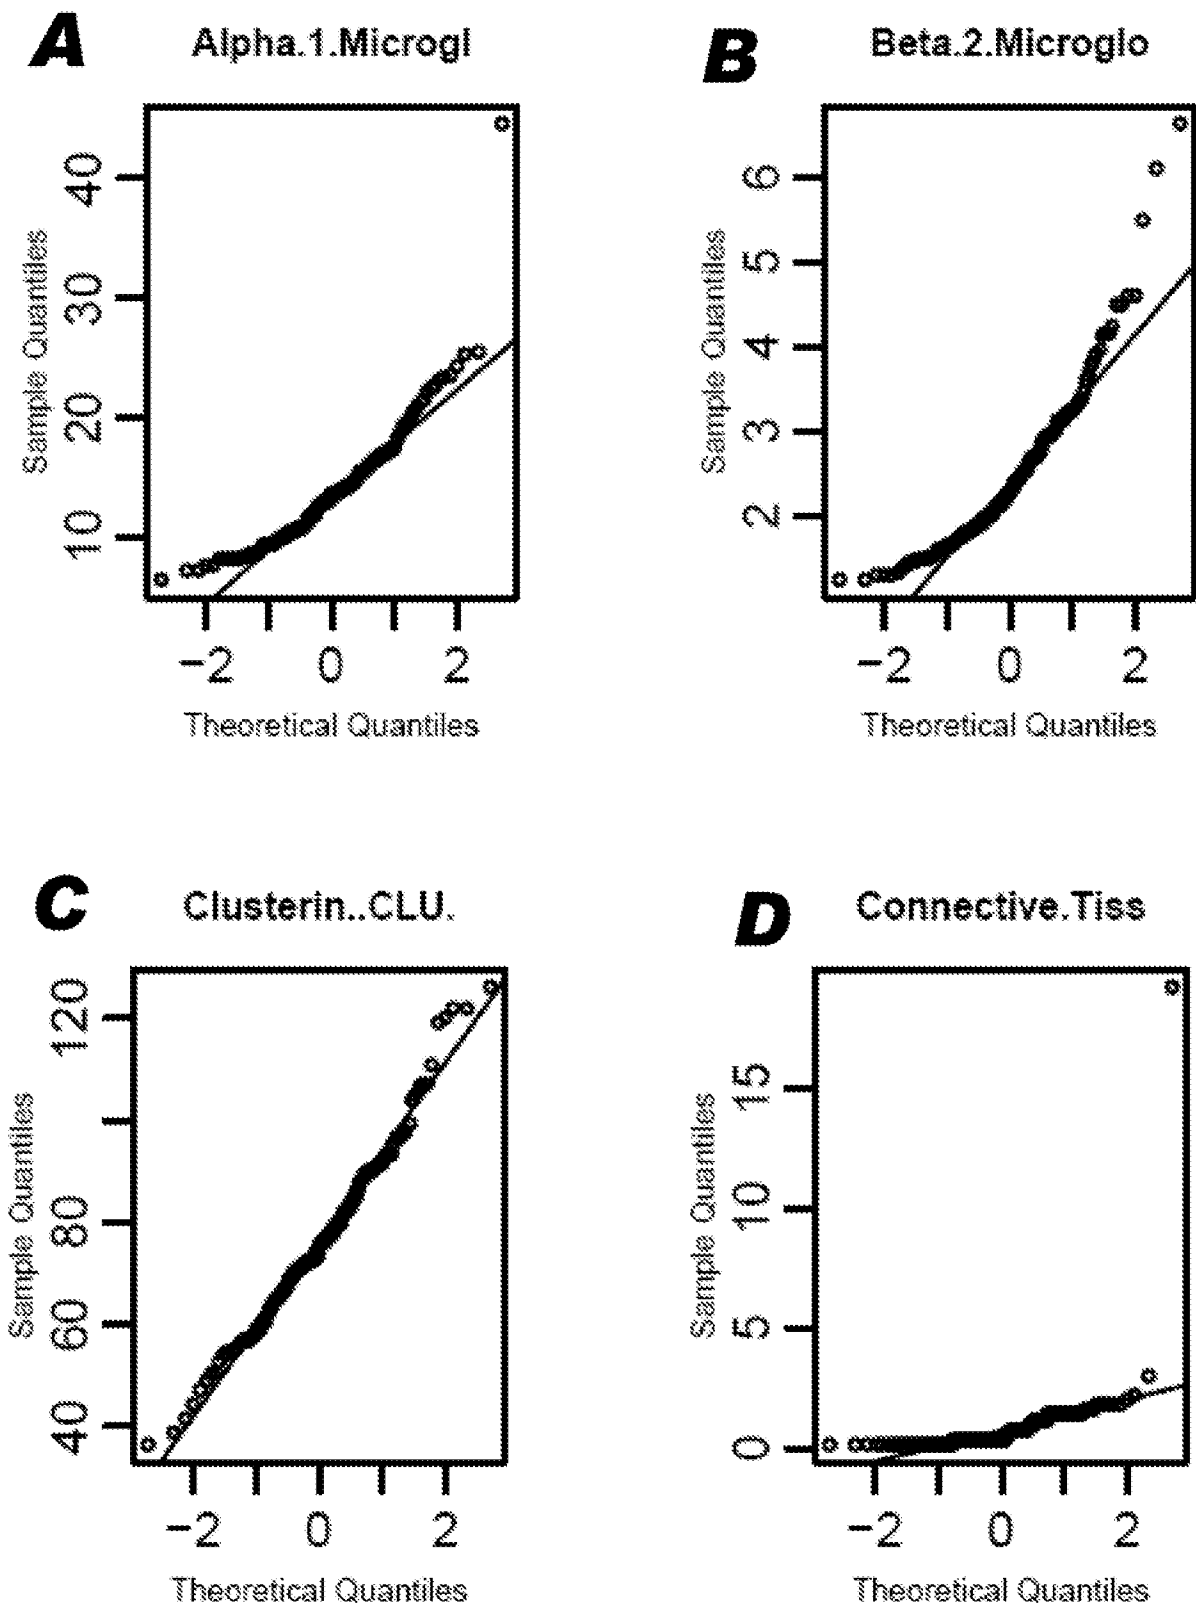 A
Alpha.1.Microgl
Sample Quantiles
40
30
20
10
−2 0 2
Theoretical Quantiles
B
Beta.2.Microglo
Sample Quantiles
6
5
4
3
2
−2 0 2
Theoretical Quantiles
C
Clusterin..CLU.
Sample Quantiles
120
80
60
40
−2 0 2
Theoretical Quantiles
D
Connective.Tiss
Sample Quantiles
15
10
5
0
−2 0 2
Theoretical Quantiles